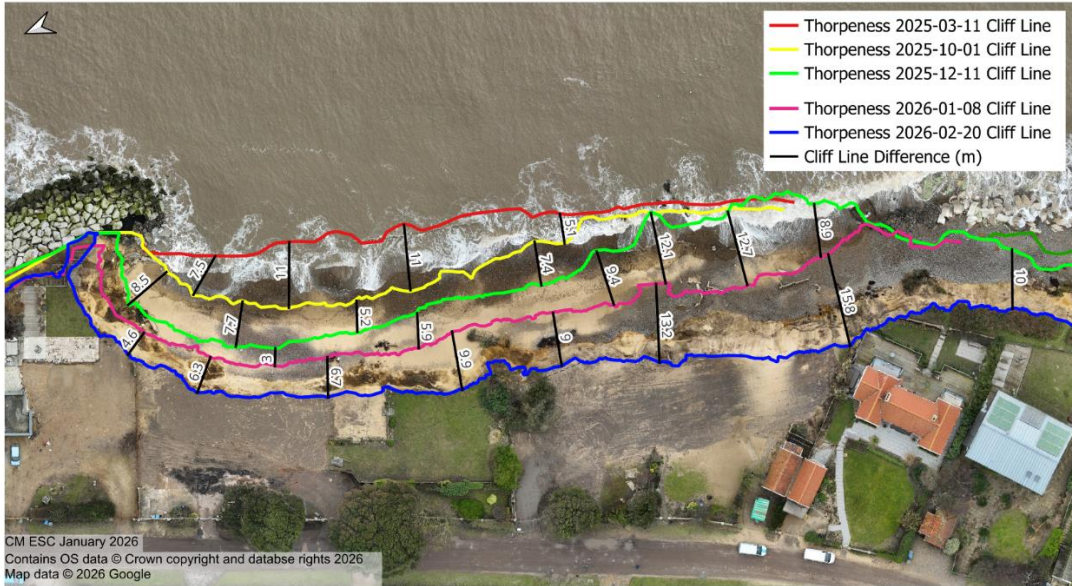 Thorpeness 2025-03-11 Cliff Line
Thorpeness 2025-10-01 Cliff Line
Thorpeness 2025-12-11 Cliff Line
Thorpeness 2026-01-08 Cliff Line
Thorpeness 2026-02-20 Cliff Line
Cliff Line Difference (m)
5.1
8.9
12.1
12.7
11
11
7.5
7.4
9.4
8.5
10
15.8
7.7
5.2
5.9
13.2
9
4.6
3
9.9
6.3
6.7
CM ESC January 2026
Contains OS data © Crown copyright and databse rights 2026
Map data © 2026 Google